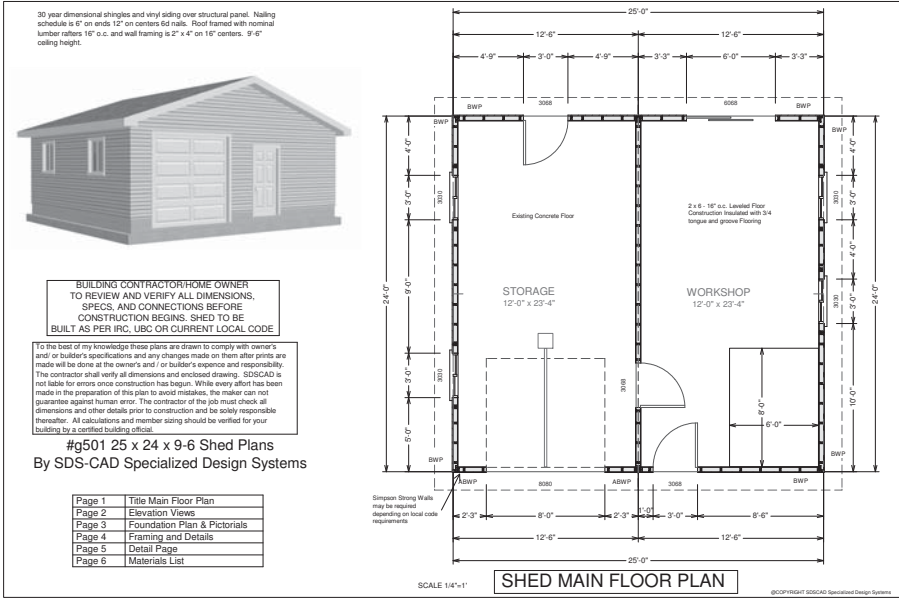 30 year dimensional shingles and vinyl siding over structural panel. Nailing
schedule is 6" on ends 12" on centers 6d nails. Roof framed with nominal
lumber rafters 16" o.c. and wall framing is 2" x 4" on 16" centers. 9'-6"
ceiling height.
BUILDING CONTRACTOR/HOME OWNER
TO REVIEW AND VERIFY ALL DIMENSIONS,
SPECS, AND CONNECTIONS BEFORE
CONSTRUCTION BEGINS. SHED TO BE
BUILT AS PER IRC, UBC OR CURRENT LOCAL CODE
To the best of my knowledge these plans are drawn to comply with owner's
and/ or builder's specifications and any changes made on them after prints are
made will be done at the owner's and / or builder's expence and responsibility.
The contractor shall verify all dimensions and enclosed drawing. SDSCAD is
not liable for errors once construction has begun. While every affort has been
made in the preparation of this plan to avoid mistakes, the maker can not
guarantee against human error. The contractor of the job must check all
dimensions and other details prior to construction and be solely responsible
thereafter. All calculations and member sizing should be verified for your
building by a certified building official.
#g501 25 x 24 x 9-6 Shed Plans
By SDS-CAD Specialized Design Systems
Page 1 Title Main Floor Plan
Page 2 Elevation Views
Page 3 Foundation Plan & Pictorials
Page 4 Framing and Details
Page 5 Detail Page
Page 6 Materials List
25'-0"
12'-6" 12'-6"
4'-9" 3'-0" 4'-9" 3'-3" 6'-0" 3'-3"
BWP 3068 6068 BWP
BWP BWP
24'-0"
4'-0"
3'-0"
9'-0"
3'-0"
5'-0"
3030
3030
Existing Concrete Floor
2 x 6 - 16" o.c. Leveled Floor
Construction Insulated with 3/4
tongue and groove Flooring
STORAGE
12'-0" x 23'-4"
WORKSHOP
12'-0" x 23'-4"
3068
8'-0"
6'-0"
4'-0"
3'-0"
4'-0"
3'-0"
10'-0"
3030
3030
24'-0"
BWP BWP
ABWP 8080 ABWP 3068 BWP
Simpson Strong Walls
may be required
depending on local code
requirements
2'-3" 8'-0" 2'-3" 1'-0" 3'-0" 8'-6"
12'-6" 12'-6"
25'-0"
SCALE 1/4"=1'
SHED MAIN FLOOR PLAN
@COPYRIGHT SDSCAD Specialized Design Systems